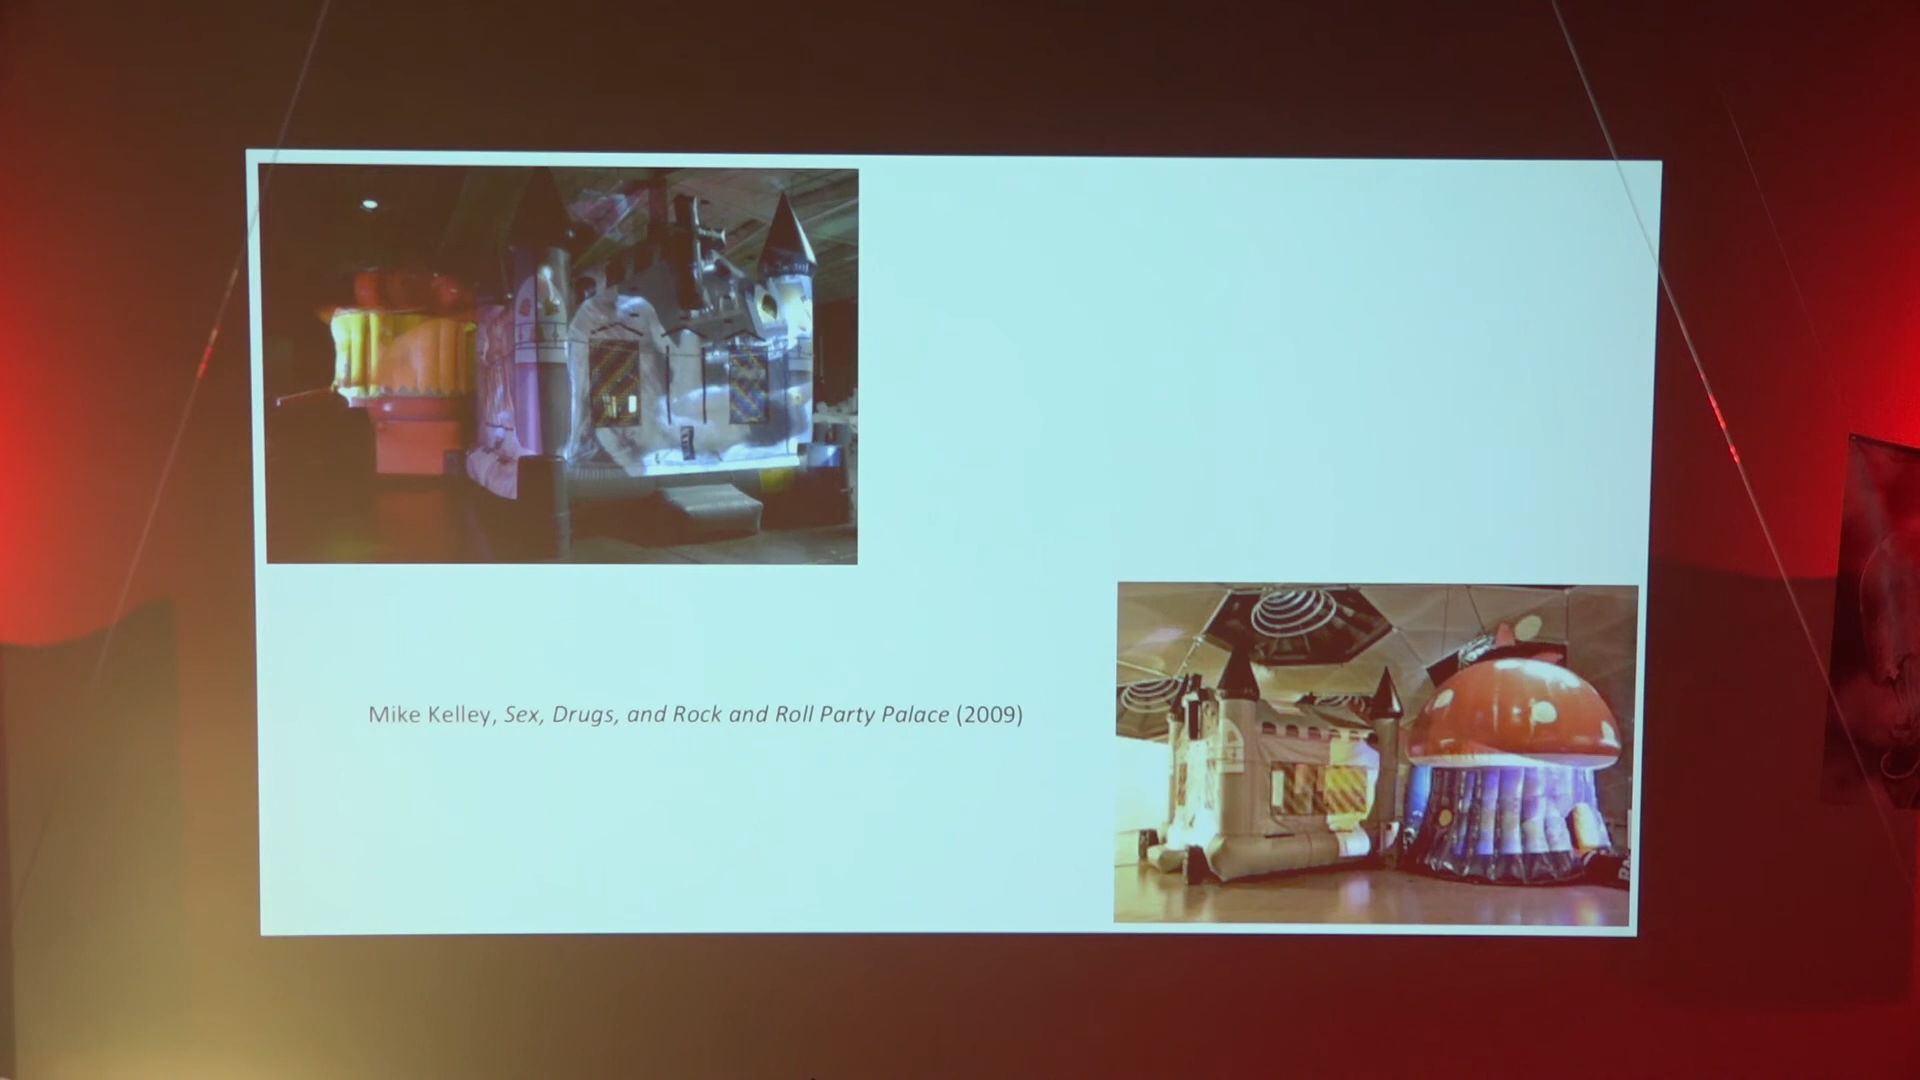 Mike Kelley, Sex, Drugs, and Rock and Roll Party Palace (2009)